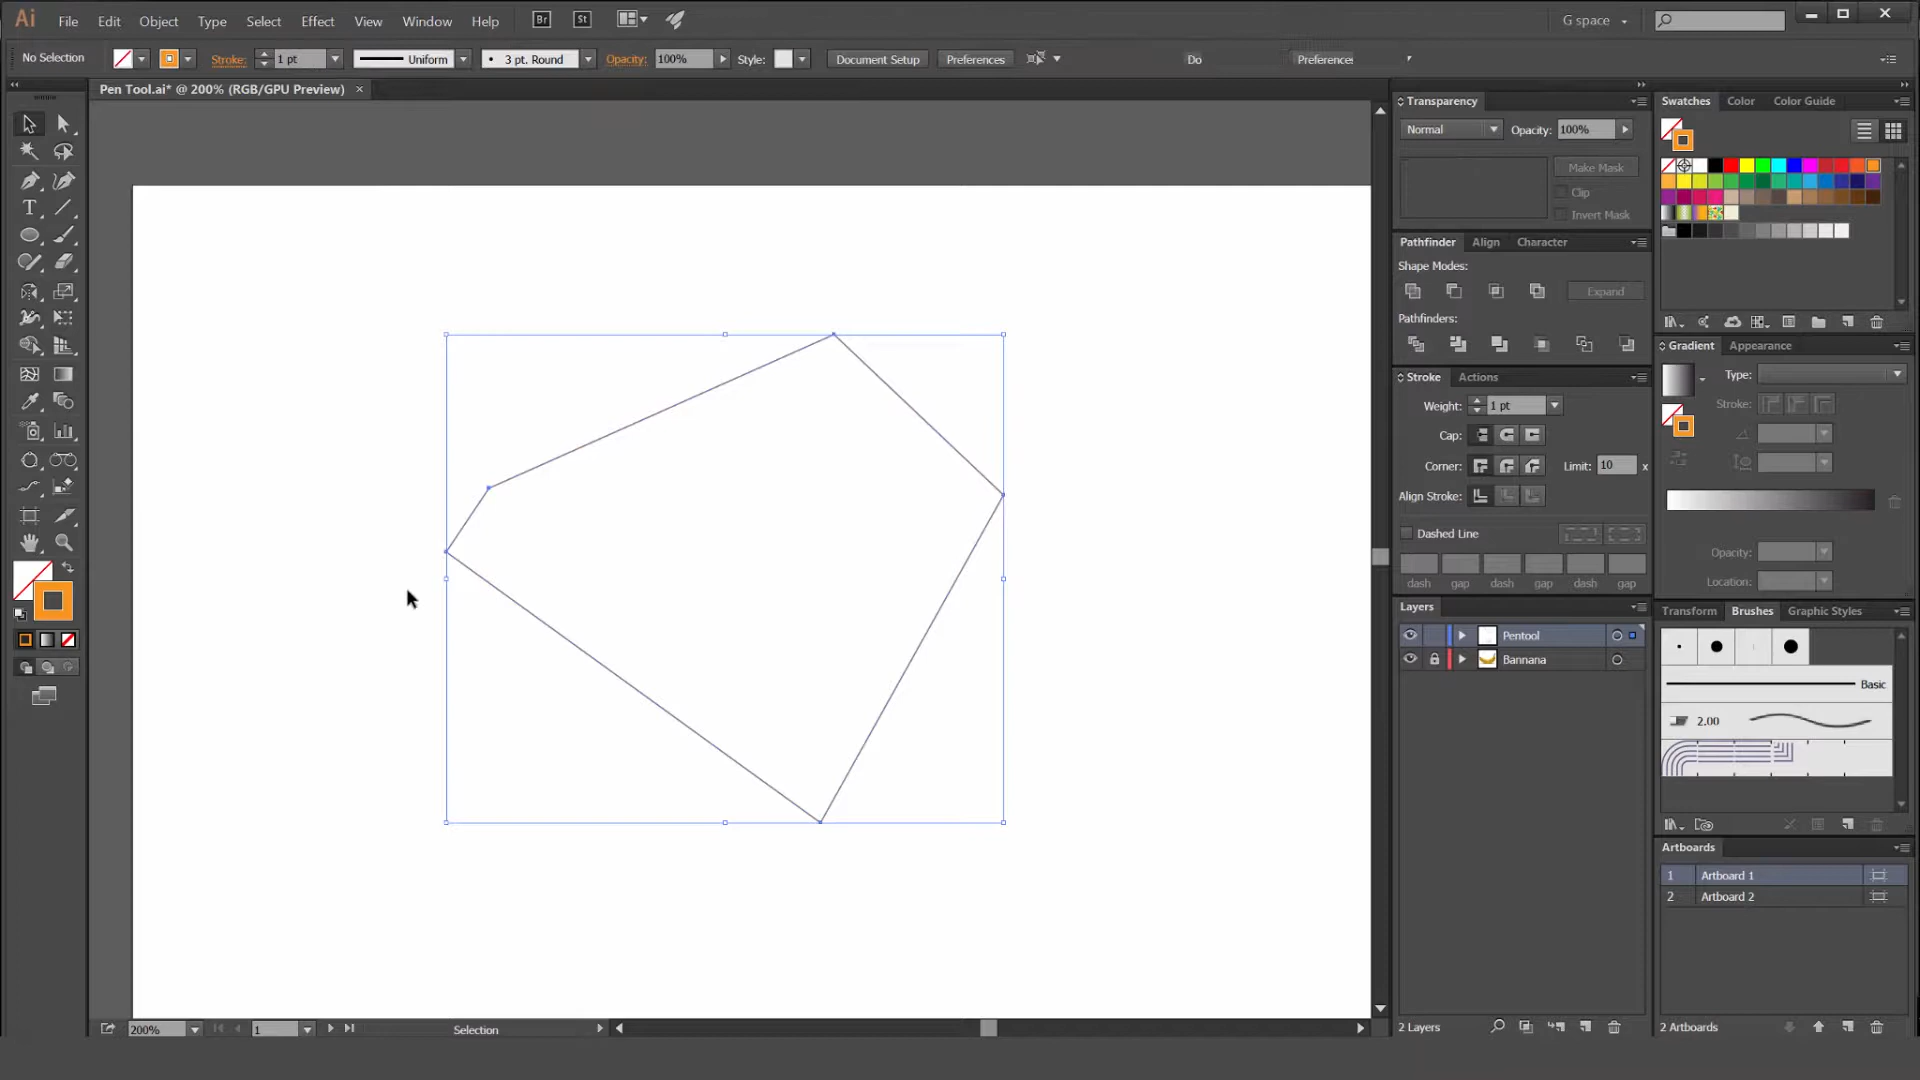 Ai File Edit Object Type Select Effect View Window Help Br St G space
No Selection Stroke: 1 pt Uniform 3 pt. Round Opacity: 100% Style: Document Setup Preferences Do Preference
Pen Tool.ai* @ 200% (RGB/GPU Preview) ×
Transparency
Normal Opacity: 100%
Make Mask
Clip
Invert Mask
Pathfinder Align Character
Shape Modes:
Expand
Pathfinders:
Stroke Actions
Weight: 1 pt
Cap:
Corner: Limit: 10 x
Align Stroke:
Dashed Line
dash gap dash gap dash gap
Layers
Pentool
Bannana
2 Layers
Swatches Color Color Guide
Gradient Appearance
Type:
Stroke:
Opacity:
Location:
Transform Brushes Graphic Styles
Basic
2.00
Artboards
1 Artboard 1
2 Artboard 2
2 Artboards
200% 1 Selection